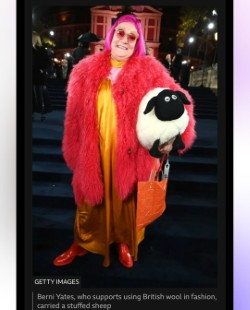 GETTY IMAGES
Berni Yates, who supports using British wool in fashion,
carried a stuffed sheep